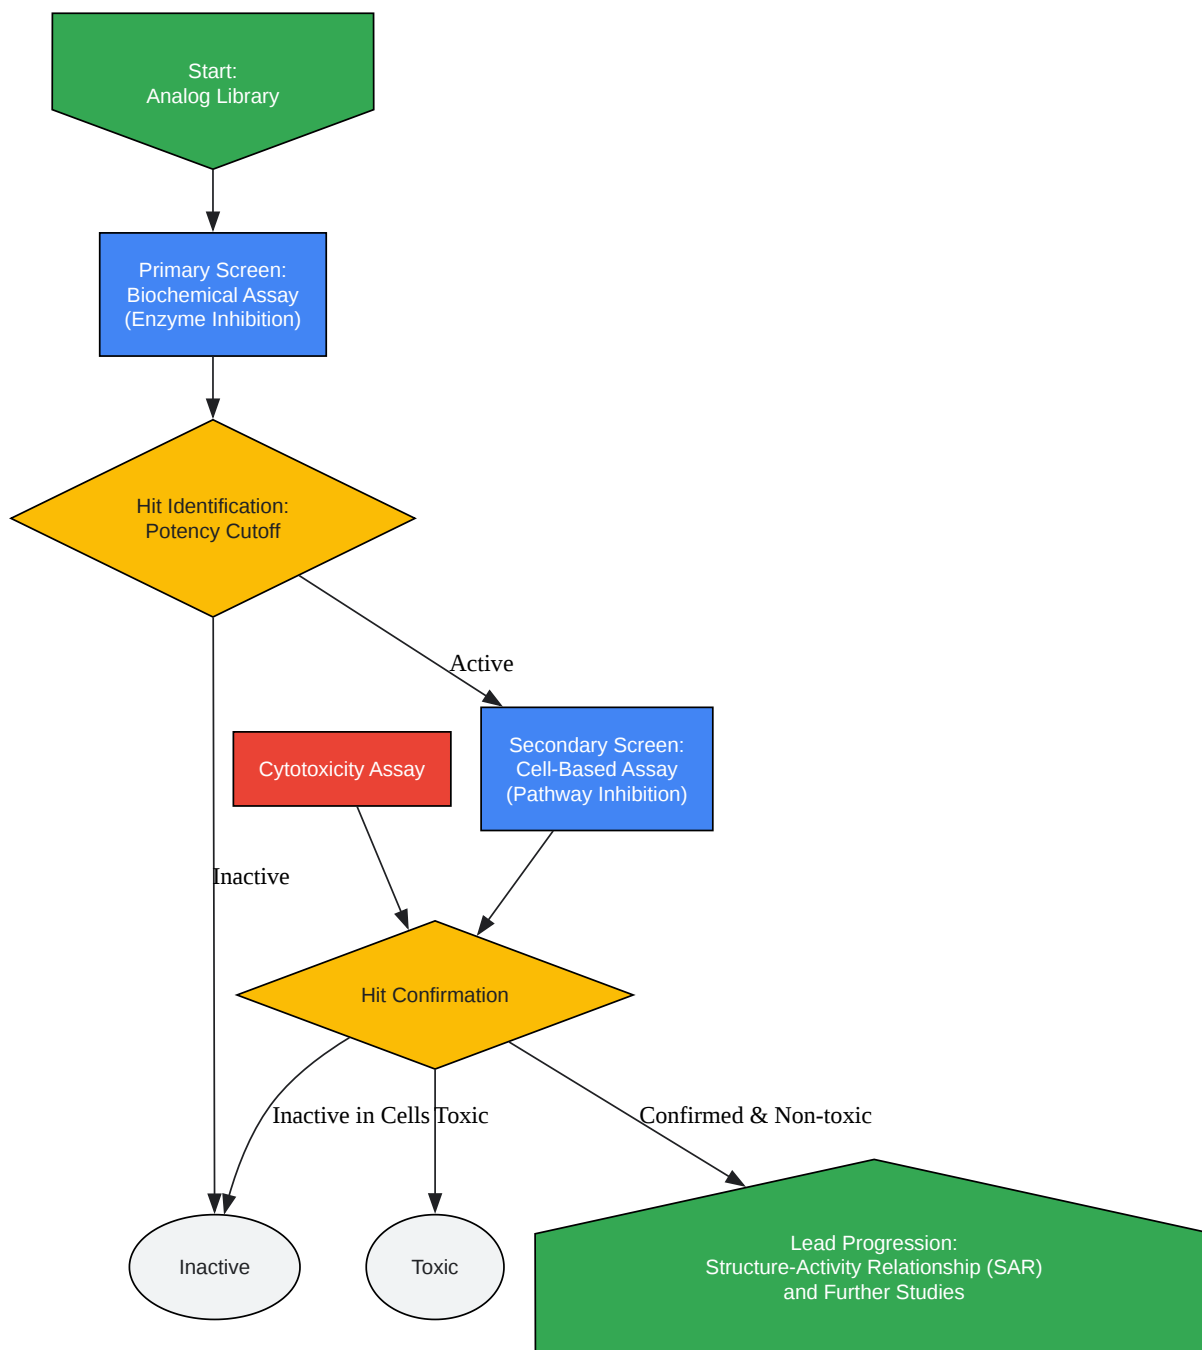 Start:
Analog Library
Primary Screen:
Biochemical Assay
(Enzyme Inhibition)
Hit Identification:
Potency Cutoff
Active
Cytotoxicity Assay
Secondary Screen:
Cell-Based Assay
(Pathway Inhibition)
Inactive
Hit Confirmation
Inactive in Cells
Toxic
Confirmed & Non-toxic
Inactive
Toxic
Lead Progression:
Structure-Activity Relationship (SAR)
and Further Studies